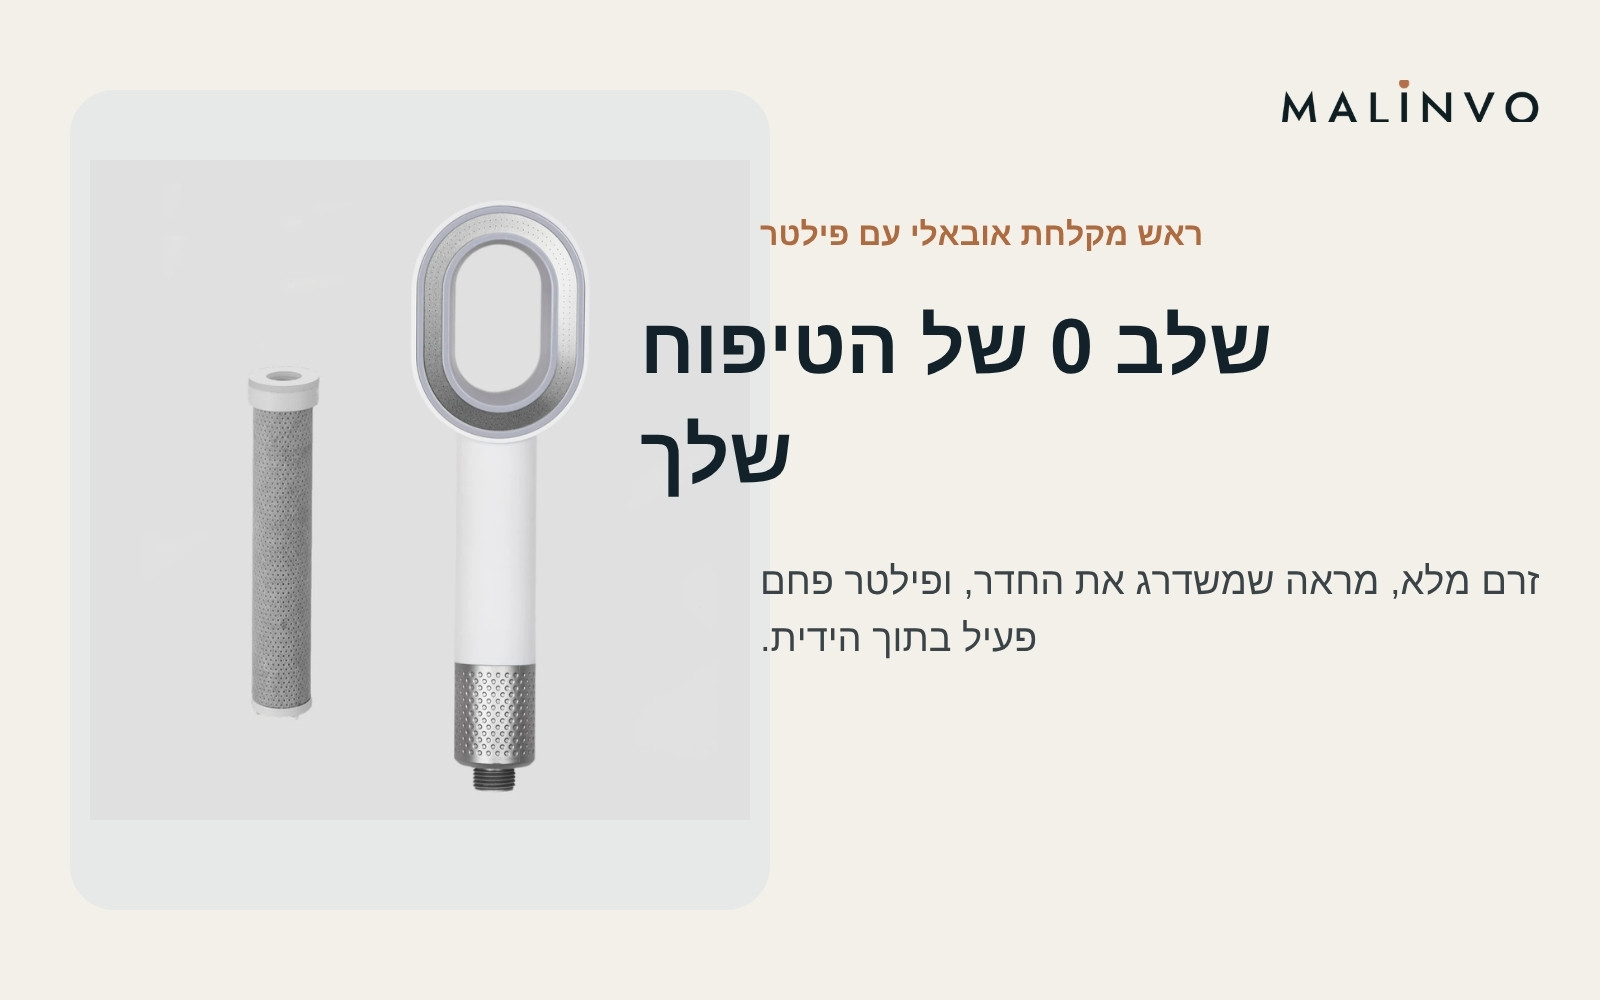 MALiNVO
ראש מקלחת אובאלי עם פילטר
שלב 0 של הטיפוח
שלך
זרם מלא, מראה שמשדרג את החדר, ופילטר פחם
פעיל בתוך הידית.